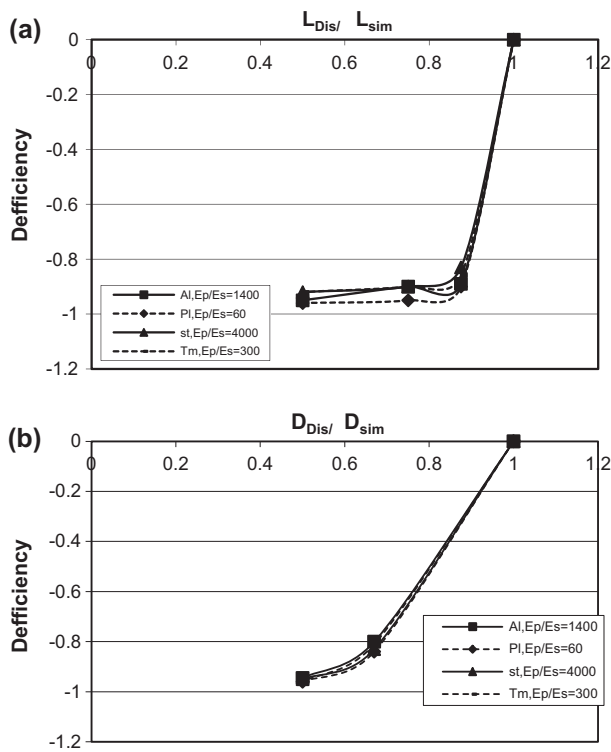 (a)
L Dis/ L sim
0
0 0.2 0.4 0.6 0.8 1 1.2
-0.2
-0.4
-0.6
-0.8
-1
-1.2
Defficiency
Al,Ep/Es=1400
Pl,Ep/Es=60
st,Ep/Es=4000
Tm,Ep/Es=300
(b)
D Dis/ D sim
0
0 0.2 0.4 0.6 0.8 1 1.2
-0.2
-0.4
-0.6
-0.8
-1
-1.2
Defficiency
Al,Ep/Es=1400
Pl,Ep/Es=60
st,Ep/Es=4000
Tm,Ep/Es=300